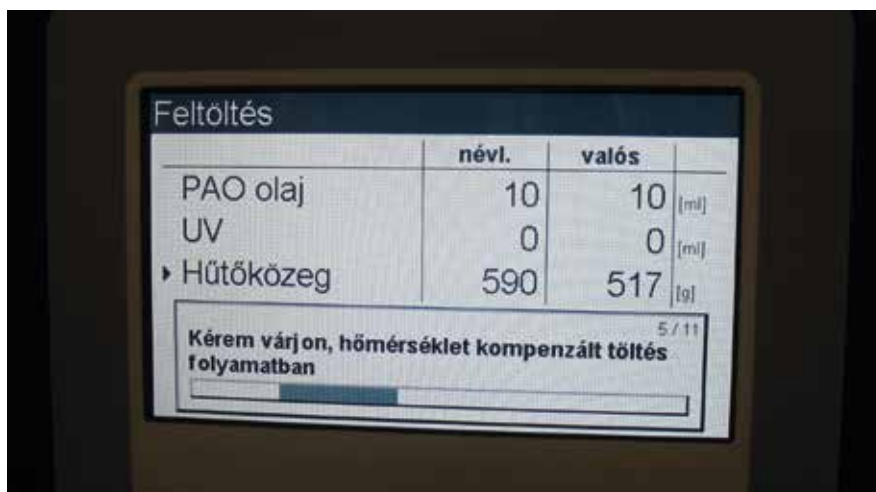 Feltöltés
névl. valós
PAO olaj 10 10 [ml]
UV 0 0 [ml]
Hűtőközeg 590 517 [g]
5 / 11
Kérem várjon, hőmérséklet kompenzált töltés
folyamatban